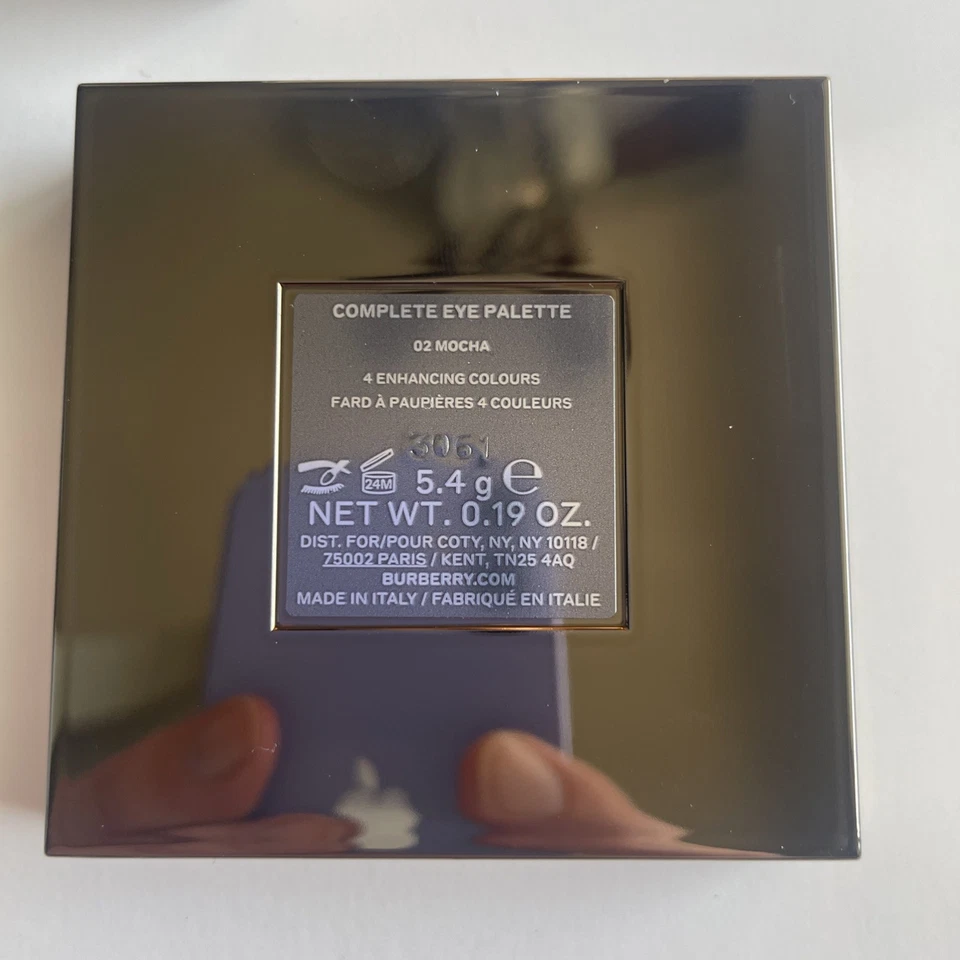 COMPLETE EYE PALETTE
02 MOCHA
4 ENHANCING COLOURS
FARD À PAUPIÈRES 4 COULEURS
3061
24M 5.4 g ℮
NET WT. 0.19 OZ.
DIST. FOR/POUR COTY, NY, NY 10118 /
75002 PARIS / KENT, TN25 4AQ
BURBERRY.COM
MADE IN ITALY / FABRIQUÉ EN ITALIE